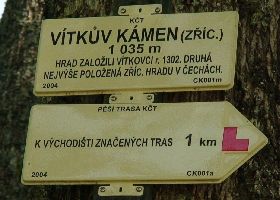 KČT
VÍTKŮV KÁMEN (ZŘÍC.)
1 035 m
HRAD ZALOŽILI VÍTKOVCI r. 1302. DRUHÁ
NEJVYŠE POLOŽENÁ ZŘÍC. HRADU V ČECHÁCH.
2004 CK001m
PĚŠÍ TRASA KČT
K VÝCHODIŠTI ZNAČENÝCH TRAS 1 km
2004 CK001a